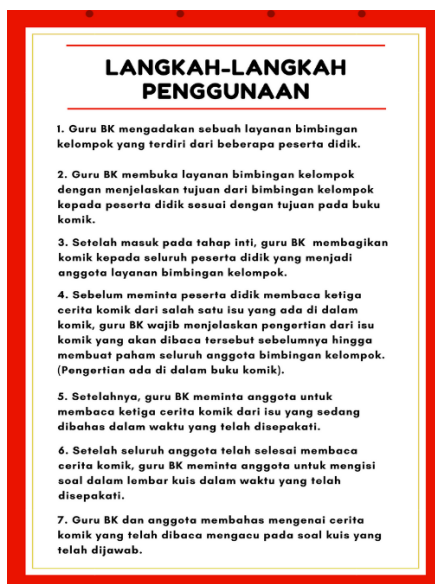 LANGKAH-LANGKAH
PENGGUNAAN
1. Guru BK mengadakan sebuah layanan bimbingan
kelompok yang terdiri dari beberapa peserta didik.
2. Guru BK membuka layanan bimbingan kelompok
dengan menjelaskan tujuan dari bimbingan kelompok
kepada peserta didik sesuai dengan tujuan pada buku
komik.
3. Setelah masuk pada tahap inti, guru BK membagikan
komik kepada seluruh peserta didik yang menjadi
anggota layanan bimbingan kelompok.
4. Sebelum meminta peserta didik membaca ketiga
cerita komik dari salah satu isu yang ada di dalam
komik, guru BK wajib menjelaskan pengertian dari isu
komik yang akan dibaca tersebut sebelumnya hingga
membuat paham seluruh anggota bimbingan kelompok.
(Pengertian ada di dalam buku komik).
5. Setelahnya, guru BK meminta anggota untuk
membaca ketiga cerita komik dari isu yang sedang
dibahas dalam waktu yang telah disepakati.
6. Setelah seluruh anggota telah selesai membaca
cerita komik, guru BK meminta anggota untuk mengisi
soal dalam lembar kuis dalam waktu yang telah
disepakati.
7. Guru BK dan anggota membahas mengenai cerita
komik yang telah dibaca mengacu pada soal kuis yang
telah dijawab.